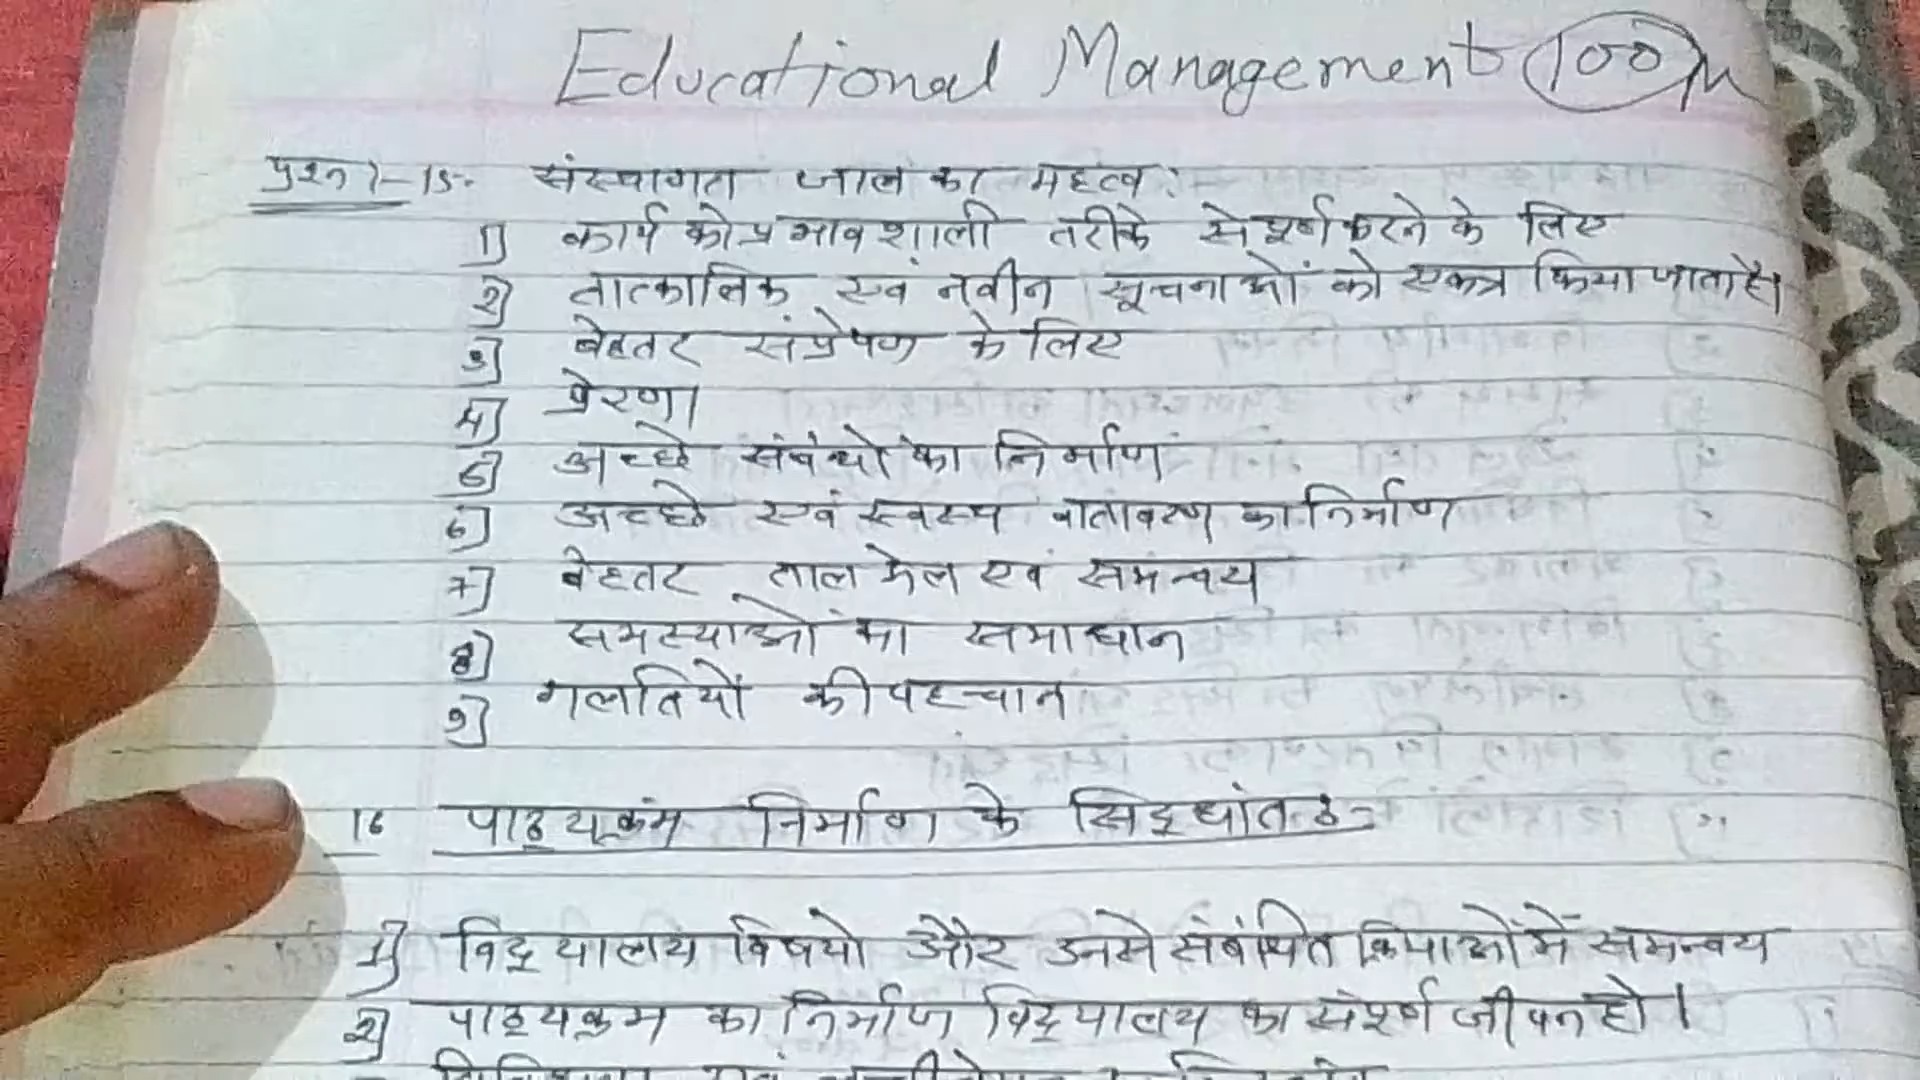 Educational Management 100 M
प्रश्न :- 15. संस्थागत जाल का महत्व :
1) कार्य को प्रभावशाली तरीके से पूर्ण करने के लिए
2) तात्कालिक एवं नवीन सूचनाओं को एकत्र किया जाता है।
3) बेहतर संप्रेषण के लिए
4) प्रेरणा
5) अच्छे संबंधो का निर्माण
6) अच्छे एवं स्वस्थ वातावरण का निर्माण
7) बेहतर ताल मेल एवं समन्वय
8) समस्याओं का समाधान
9) गलतियों की पहचान
16 पाठ्यक्रम निर्माण के सिद्धांत :-
1) विद्यालय विषयो और उनसे संबंधित क्रियाओं में समन्वय
2) पाठ्यक्रम का निर्माण विद्यालय का संपूर्ण जीवन हो।